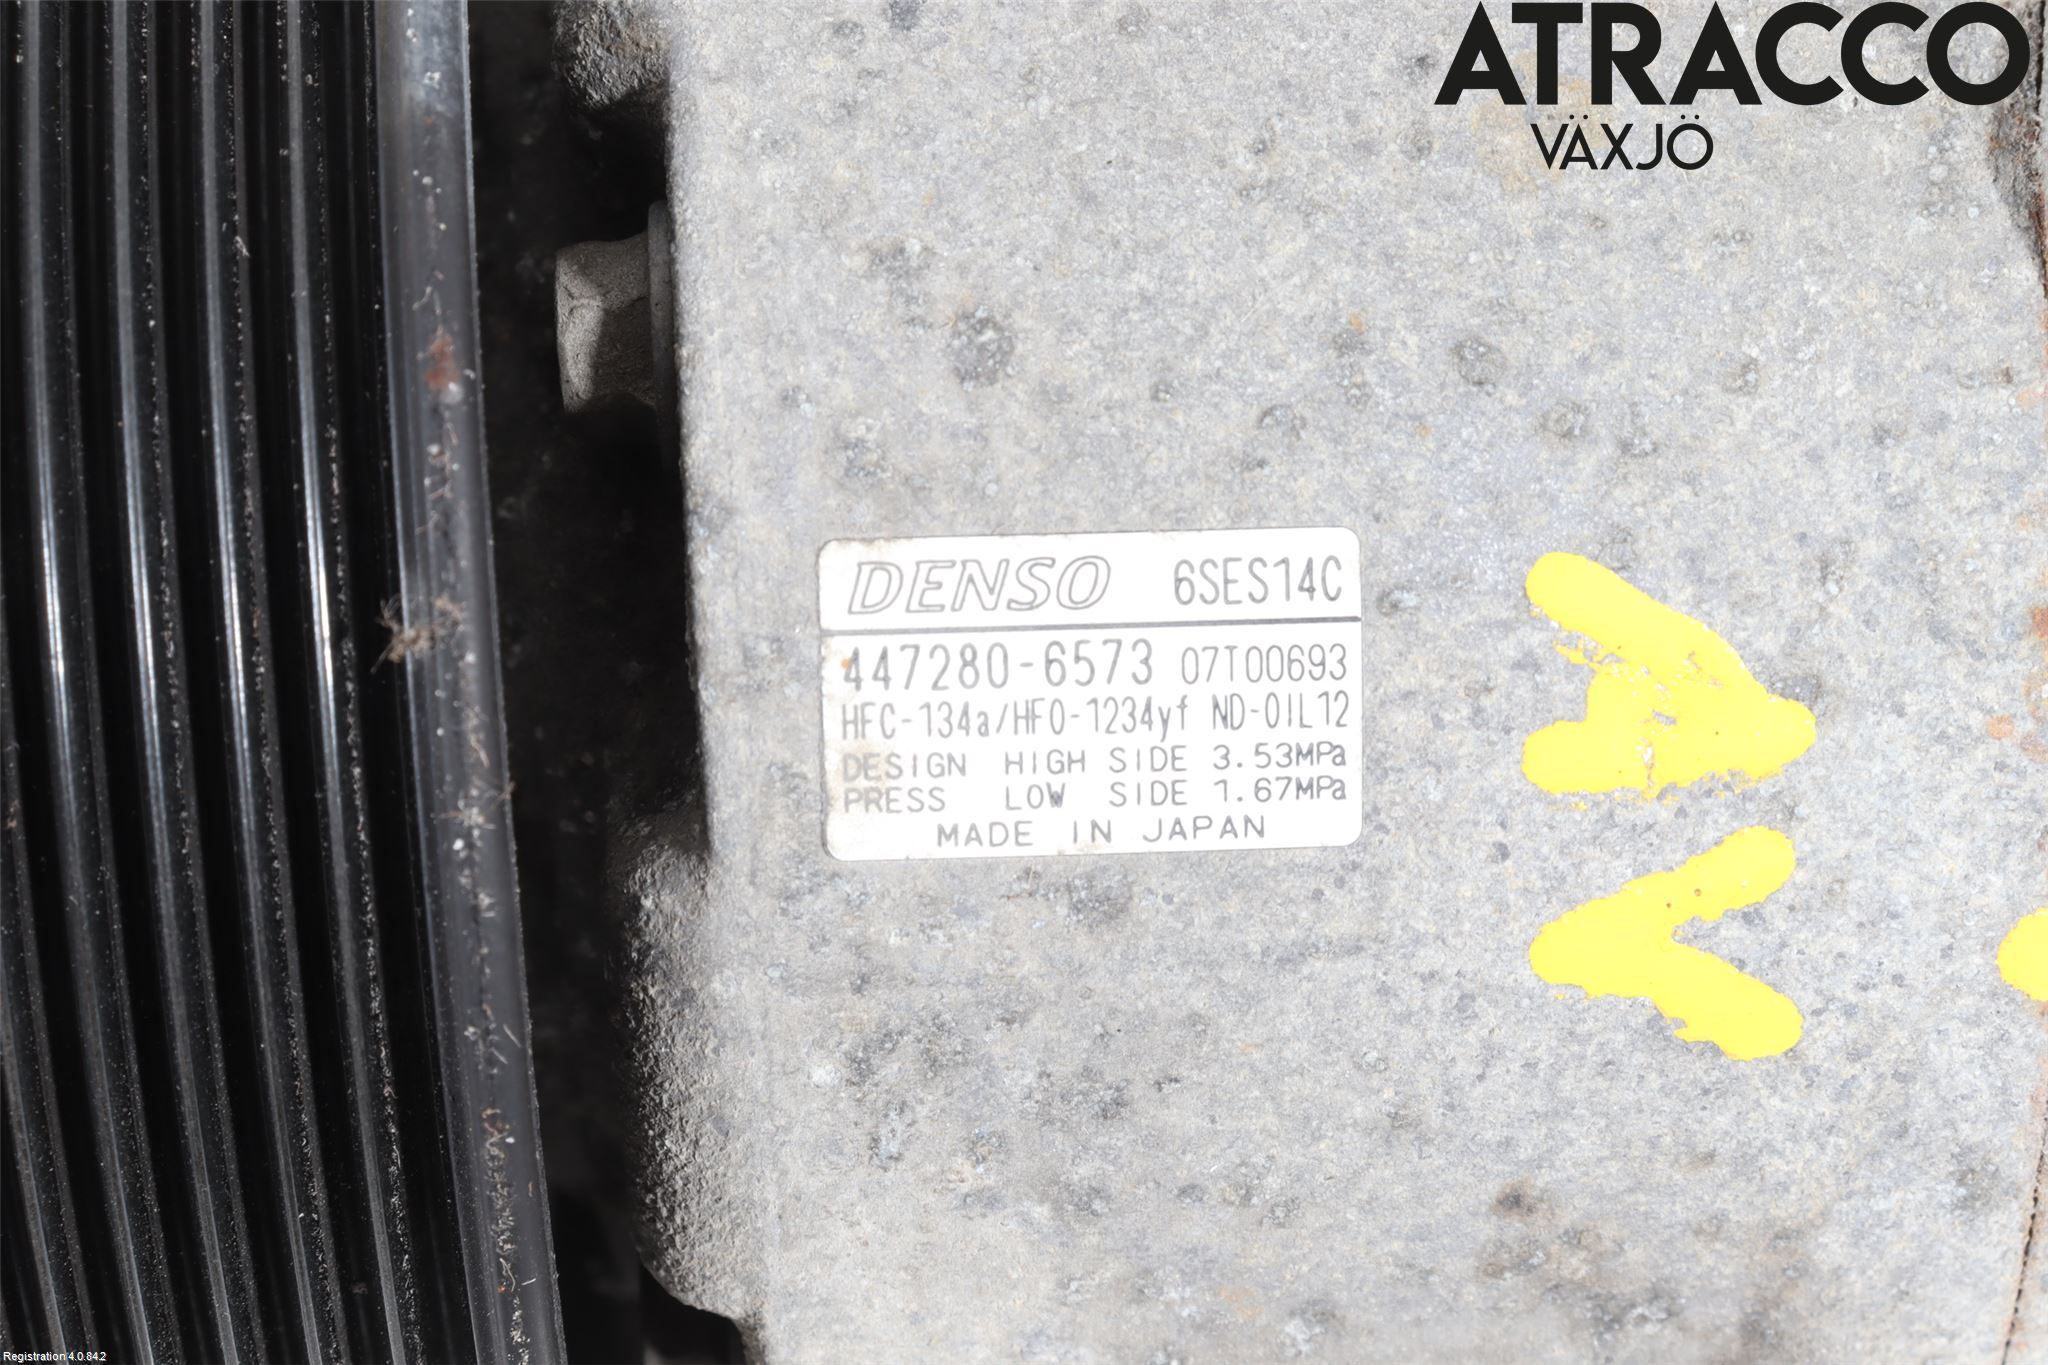 ATRACCO
VÄXJÖ
DENSO 6SES14C
447280-6573 07T00693
HFC-134a/HFO-1234yf ND-OIL12
DESIGN HIGH SIDE 3.53MPa
PRESS LOW SIDE 1.67MPa
MADE IN JAPAN
Registration 4.0.84.2